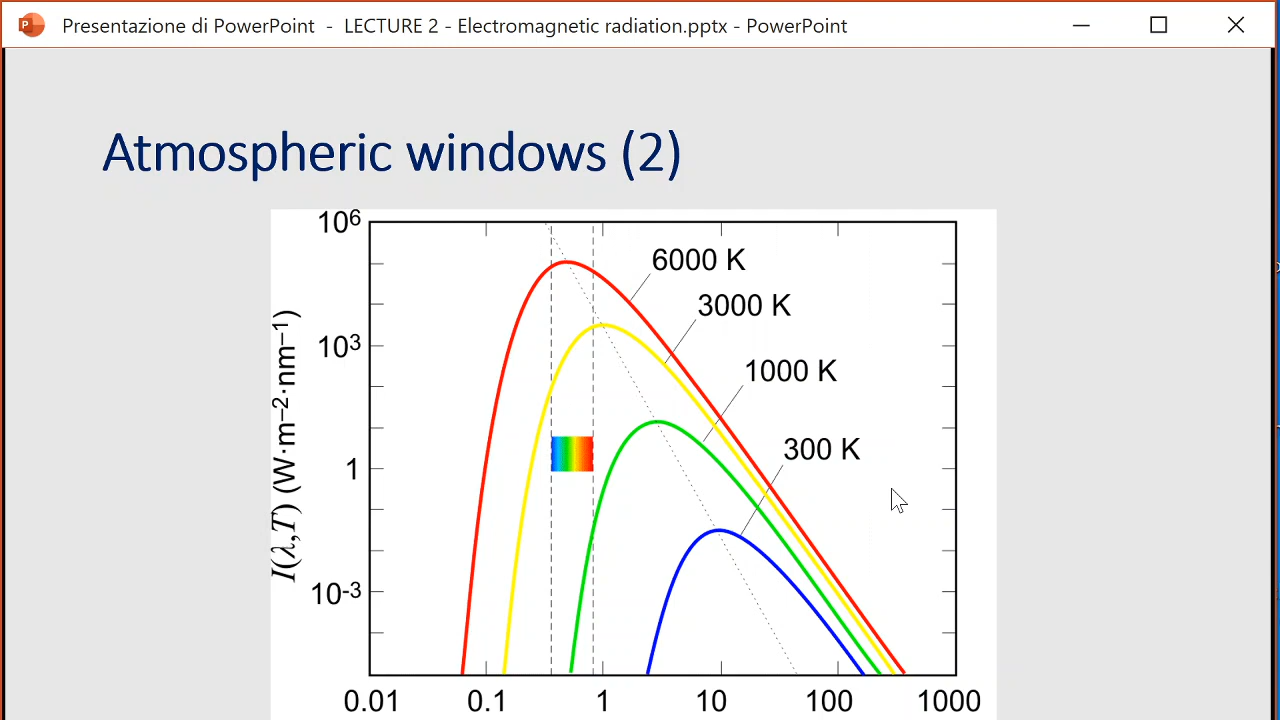 Presentazione di PowerPoint - LECTURE 2 - Electromagnetic radiation.pptx - PowerPoint
Atmospheric windows (2)
10⁶
6000 K
3000 K
10³
1000 K
300 K
1
10⁻³
I(λ,T) (W·m⁻²·nm⁻¹)
0.01 0.1 1 10 100 1000